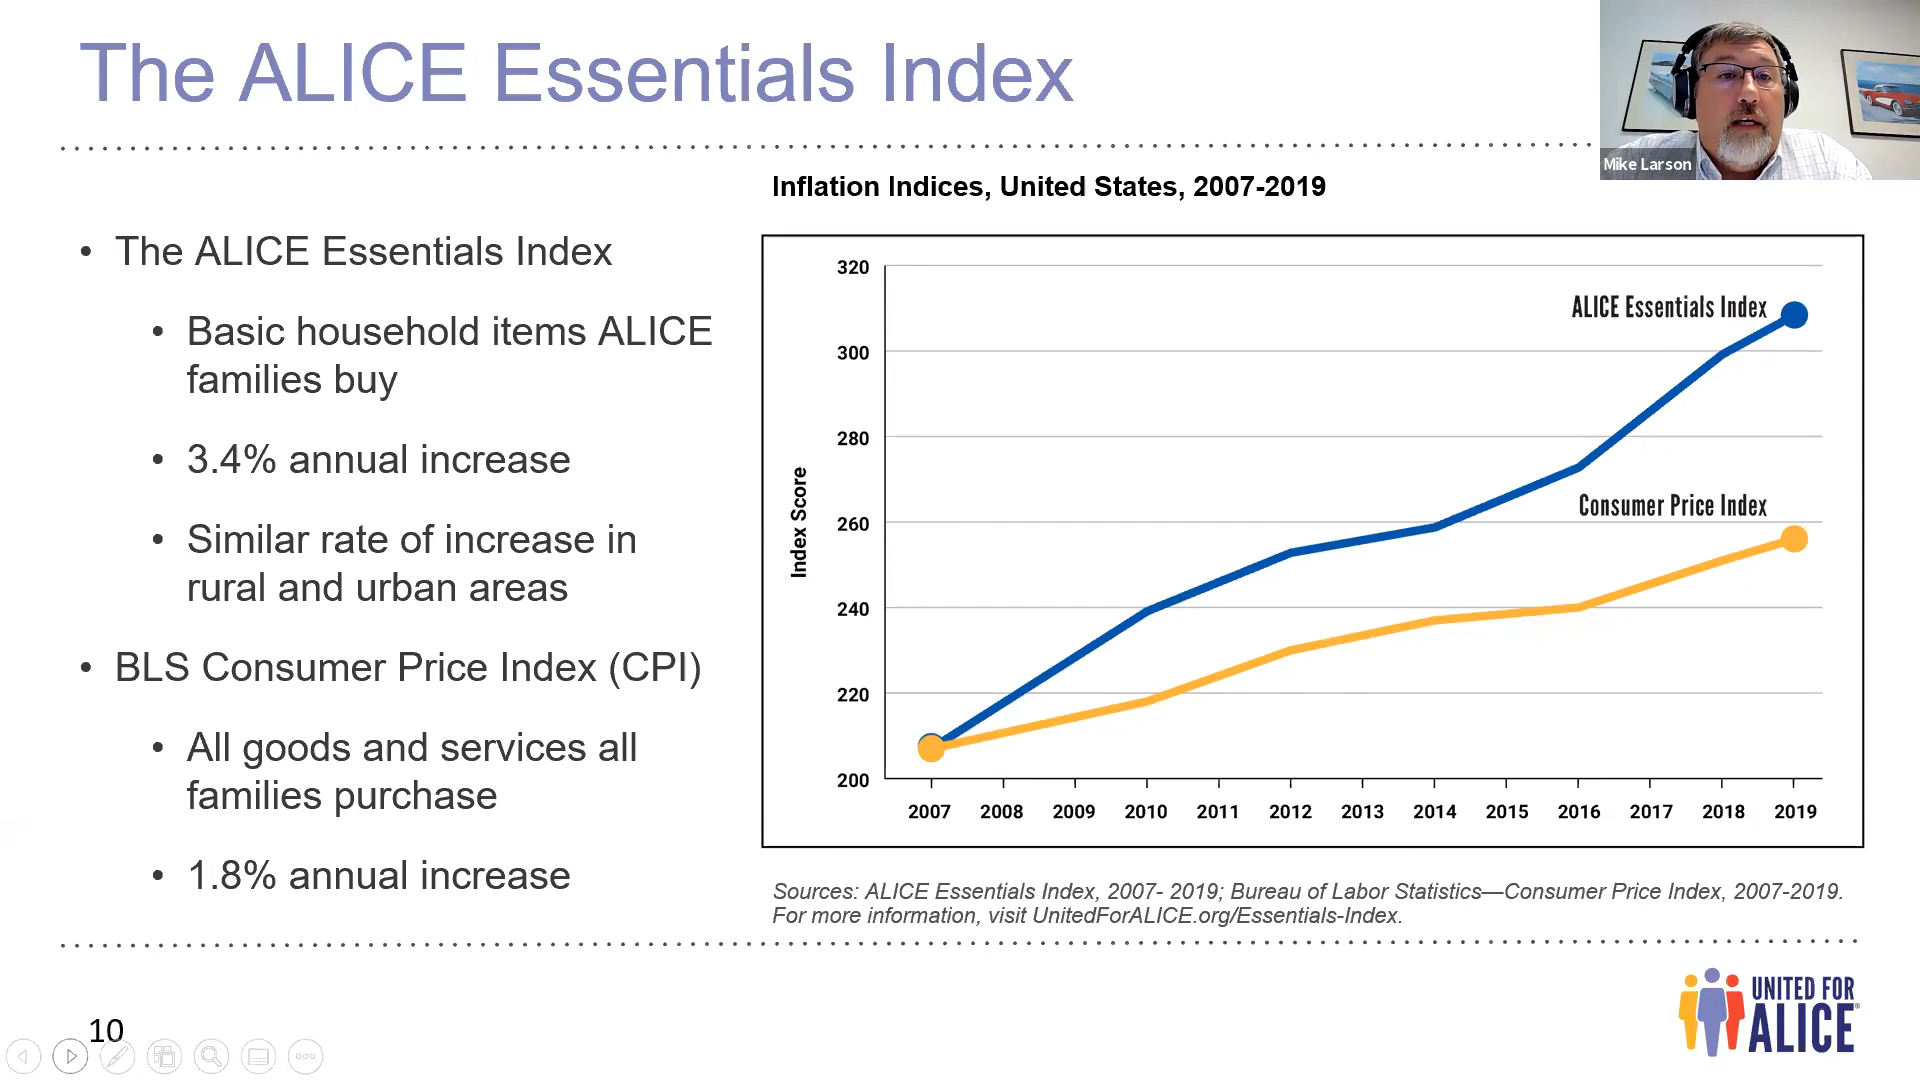 The ALICE Essentials Index
Mike Larson
• The ALICE Essentials Index
• Basic household items ALICE
families buy
• 3.4% annual increase
• Similar rate of increase in
rural and urban areas
• BLS Consumer Price Index (CPI)
• All goods and services all
families purchase
• 1.8% annual increase
Inflation Indices, United States, 2007-2019
Index Score
320
300
280
260
240
220
200
ALICE Essentials Index
Consumer Price Index
2007 2008 2009 2010 2011 2012 2013 2014 2015 2016 2017 2018 2019
Sources: ALICE Essentials Index, 2007- 2019; Bureau of Labor Statistics—Consumer Price Index, 2007-2019.
For more information, visit UnitedForALICE.org/Essentials-Index.
10
UNITED FOR
ALICE®